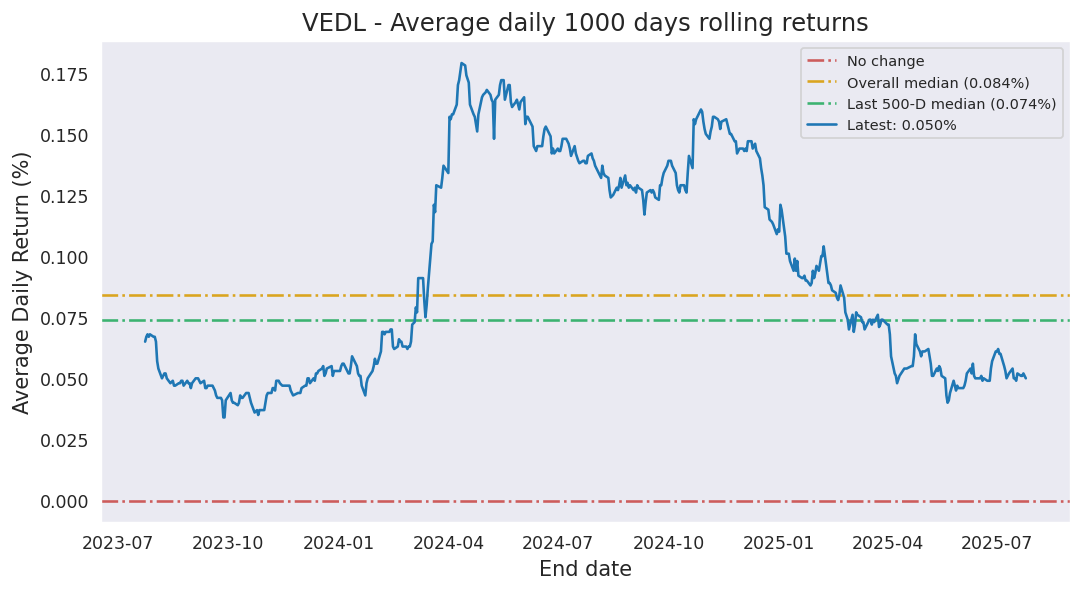 VEDL - Average daily 1000 days rolling returns
No change
Overall median (0.084%)
Last 500-D median (0.074%)
Latest: 0.050%
Average Daily Return (%)
0.175
0.150
0.125
0.100
0.075
0.050
0.025
0.000
2023-07 2023-10 2024-01 2024-04 2024-07 2024-10 2025-01 2025-04 2025-07
End date